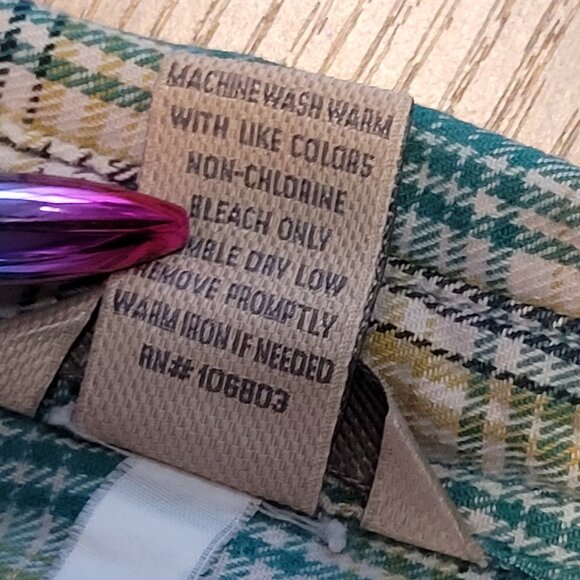 MACHINE WASH WARM
WITH LIKE COLORS
NON-CHLORINE
BLEACH ONLY
MBLE DRY LOW
REMOVE PROMPTLY
WARM IRON IF NEEDED
RN# 106803